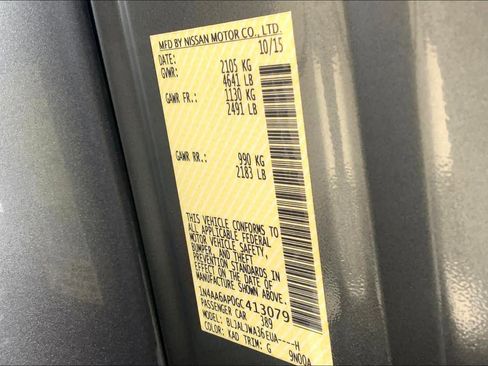 MFD BY NISSAN MOTOR CO., LTD.
DATE: 10/15
GVWR: 2105 KG
4641 LB
GAWR FR.: 1130 KG
2491 LB
GAWR RR.: 990 KG
2183 LB
THIS VEHICLE CONFORMS TO
ALL APPLICABLE FEDERAL
MOTOR VEHICLE SAFETY,
BUMPER, AND THEFT
PREVENTION STANDARDS IN
EFFECT ON THE DATE OF
MANUFACTURE SHOWN ABOVE.
1N4AA6AP0GC413079
PASSENGER CAR 389
MODEL: BLJALJWA36EUA----H
COLOR: KAD TRIM: G 9N00A